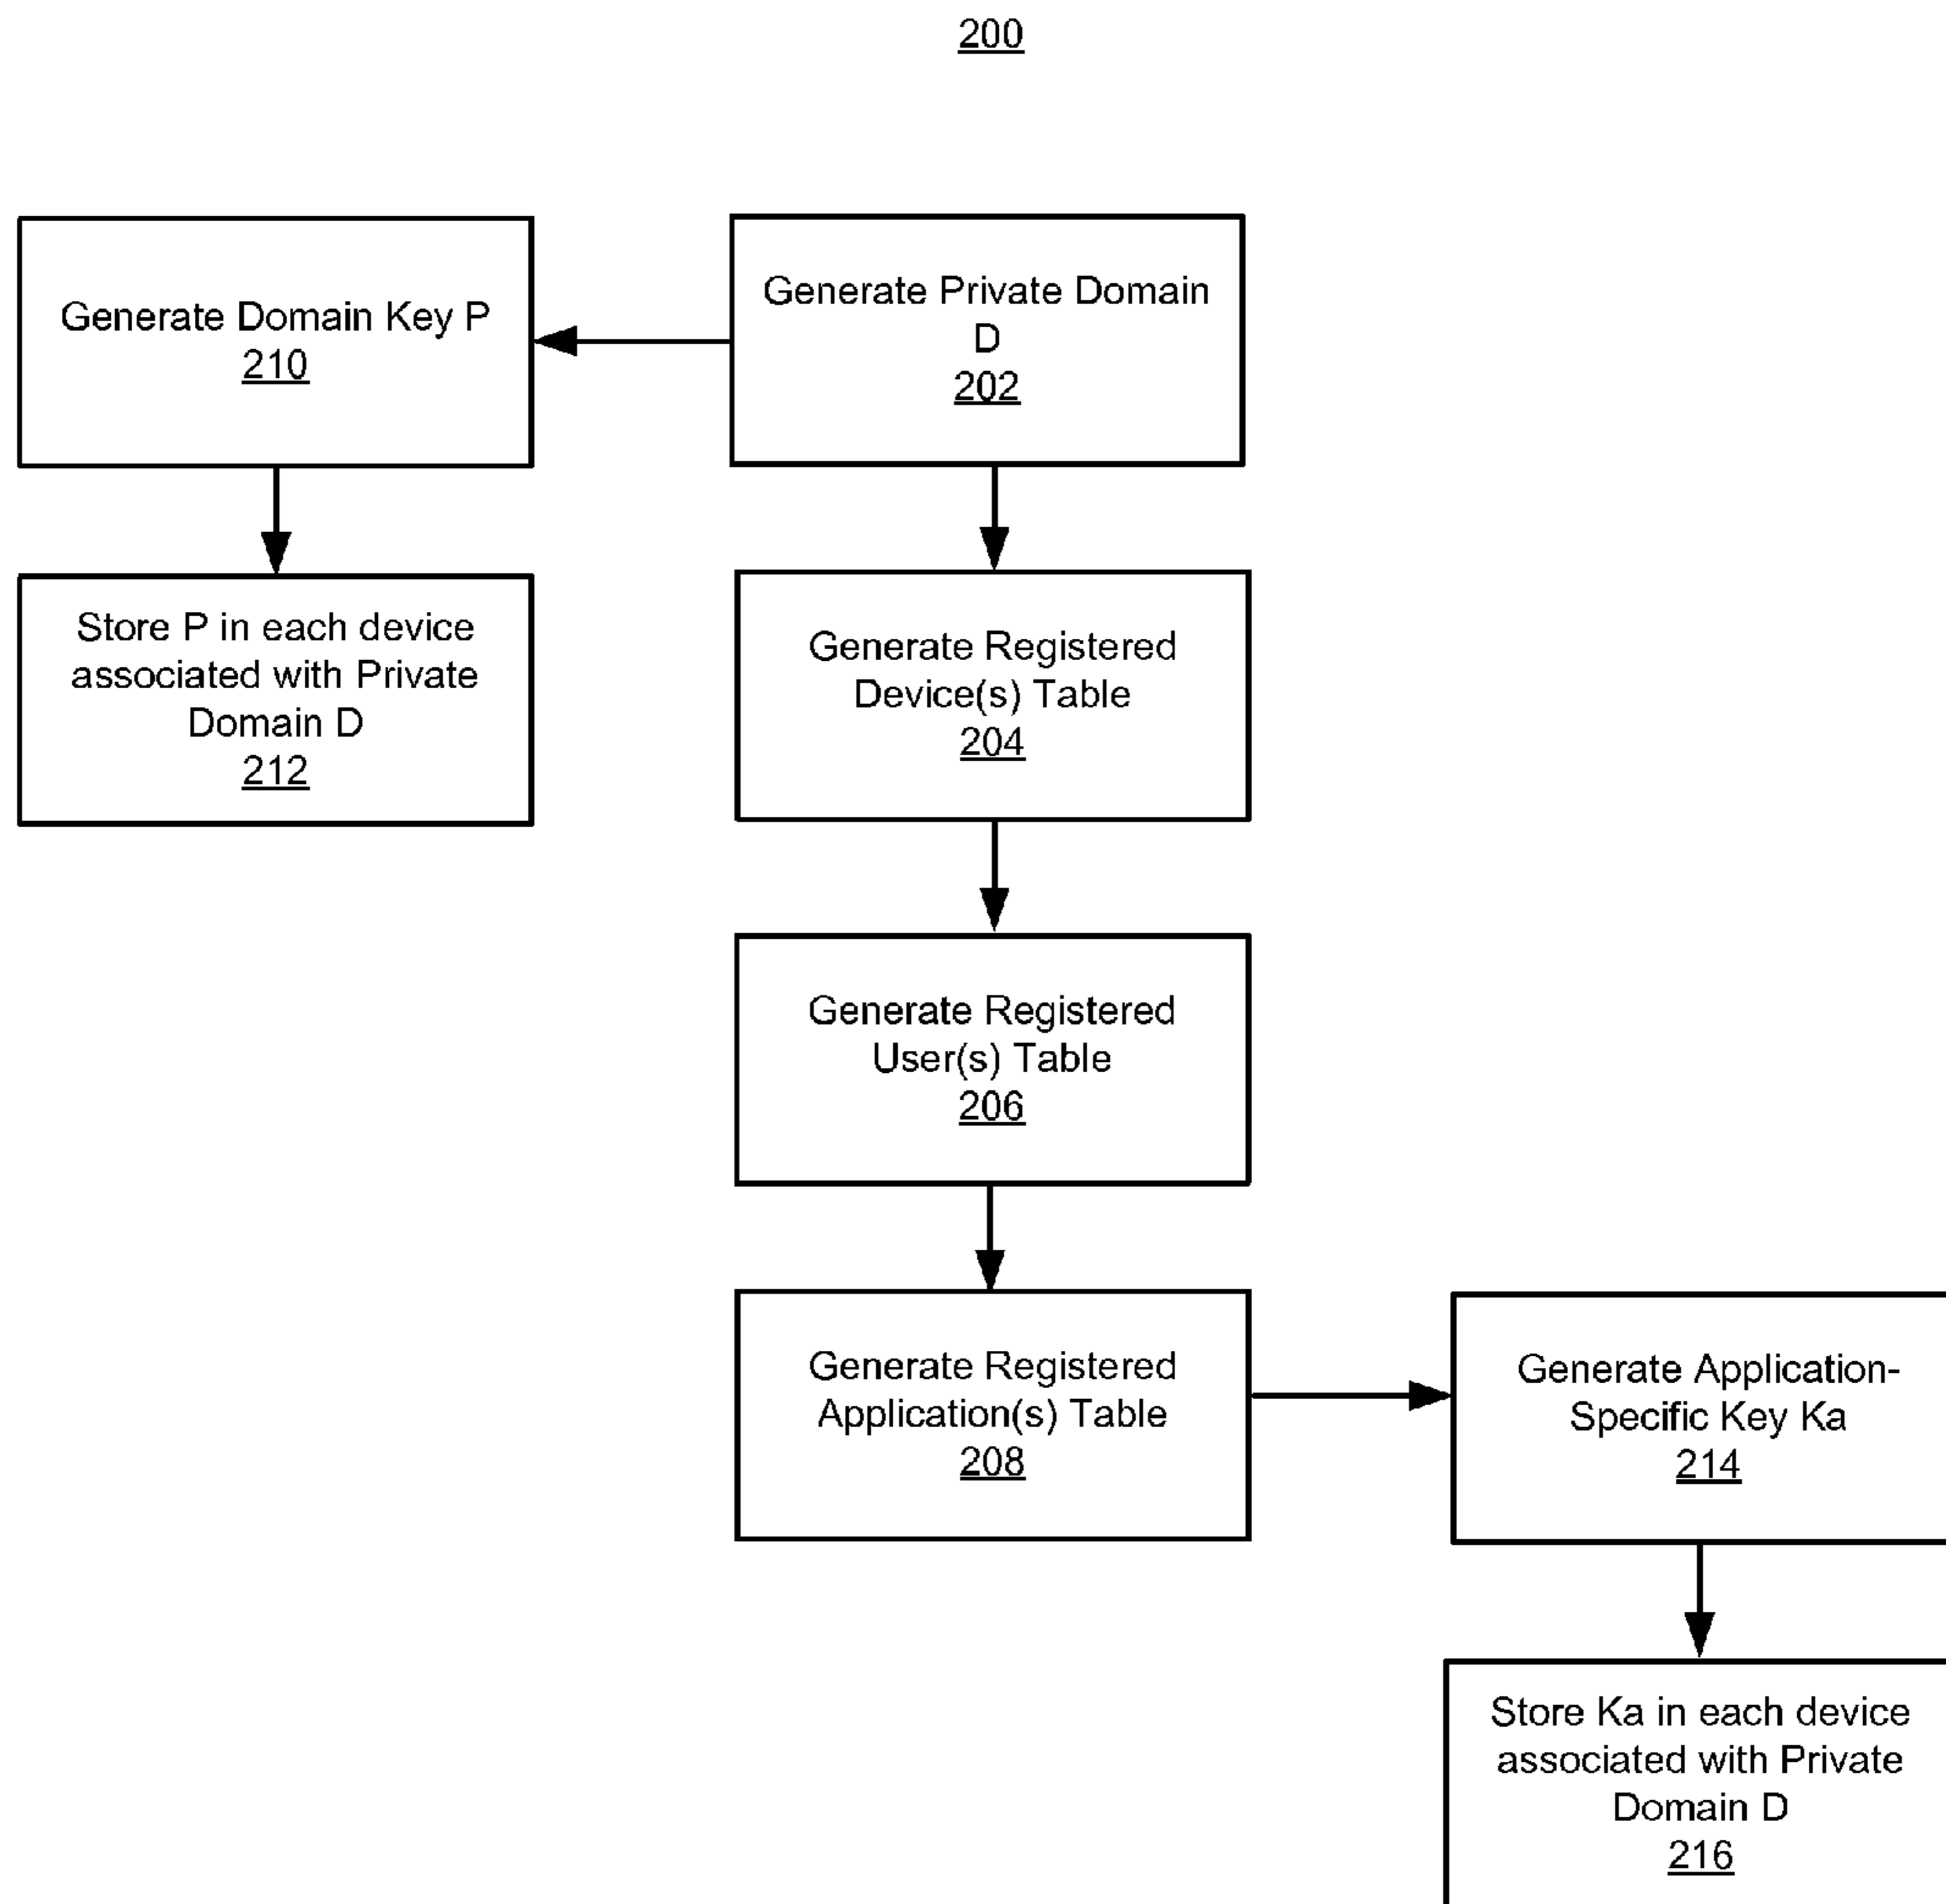 200
Generate Domain Key P
210
Generate Private Domain
D
202
Store P in each device
associated with Private
Domain D
212
Generate Registered
Device(s) Table
204
Generate Registered
User(s) Table
206
Generate Registered
Application(s) Table
208
Generate Application-
Specific Key Ka
214
Store Ka in each device
associated with Private
Domain D
216